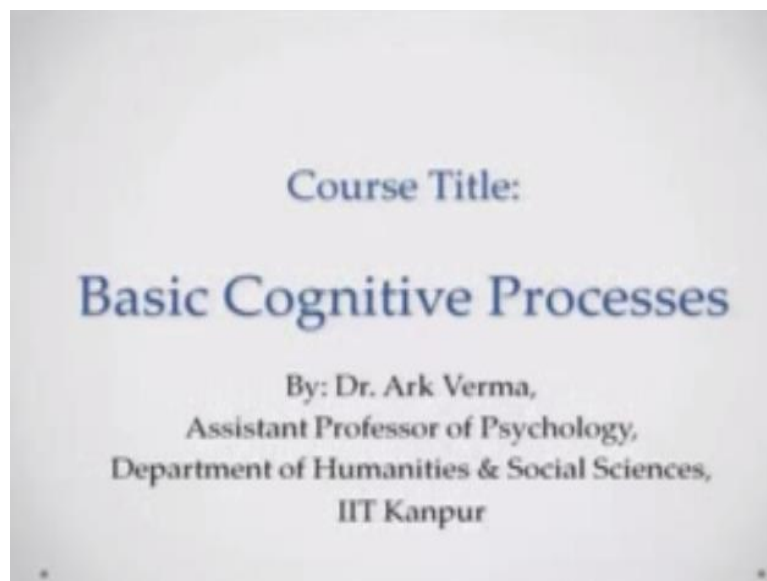 Course Title:
Basic Cognitive Processes
By: Dr. Ark Verma,
Assistant Professor of Psychology,
Department of Humanities & Social Sciences,
IIT Kanpur